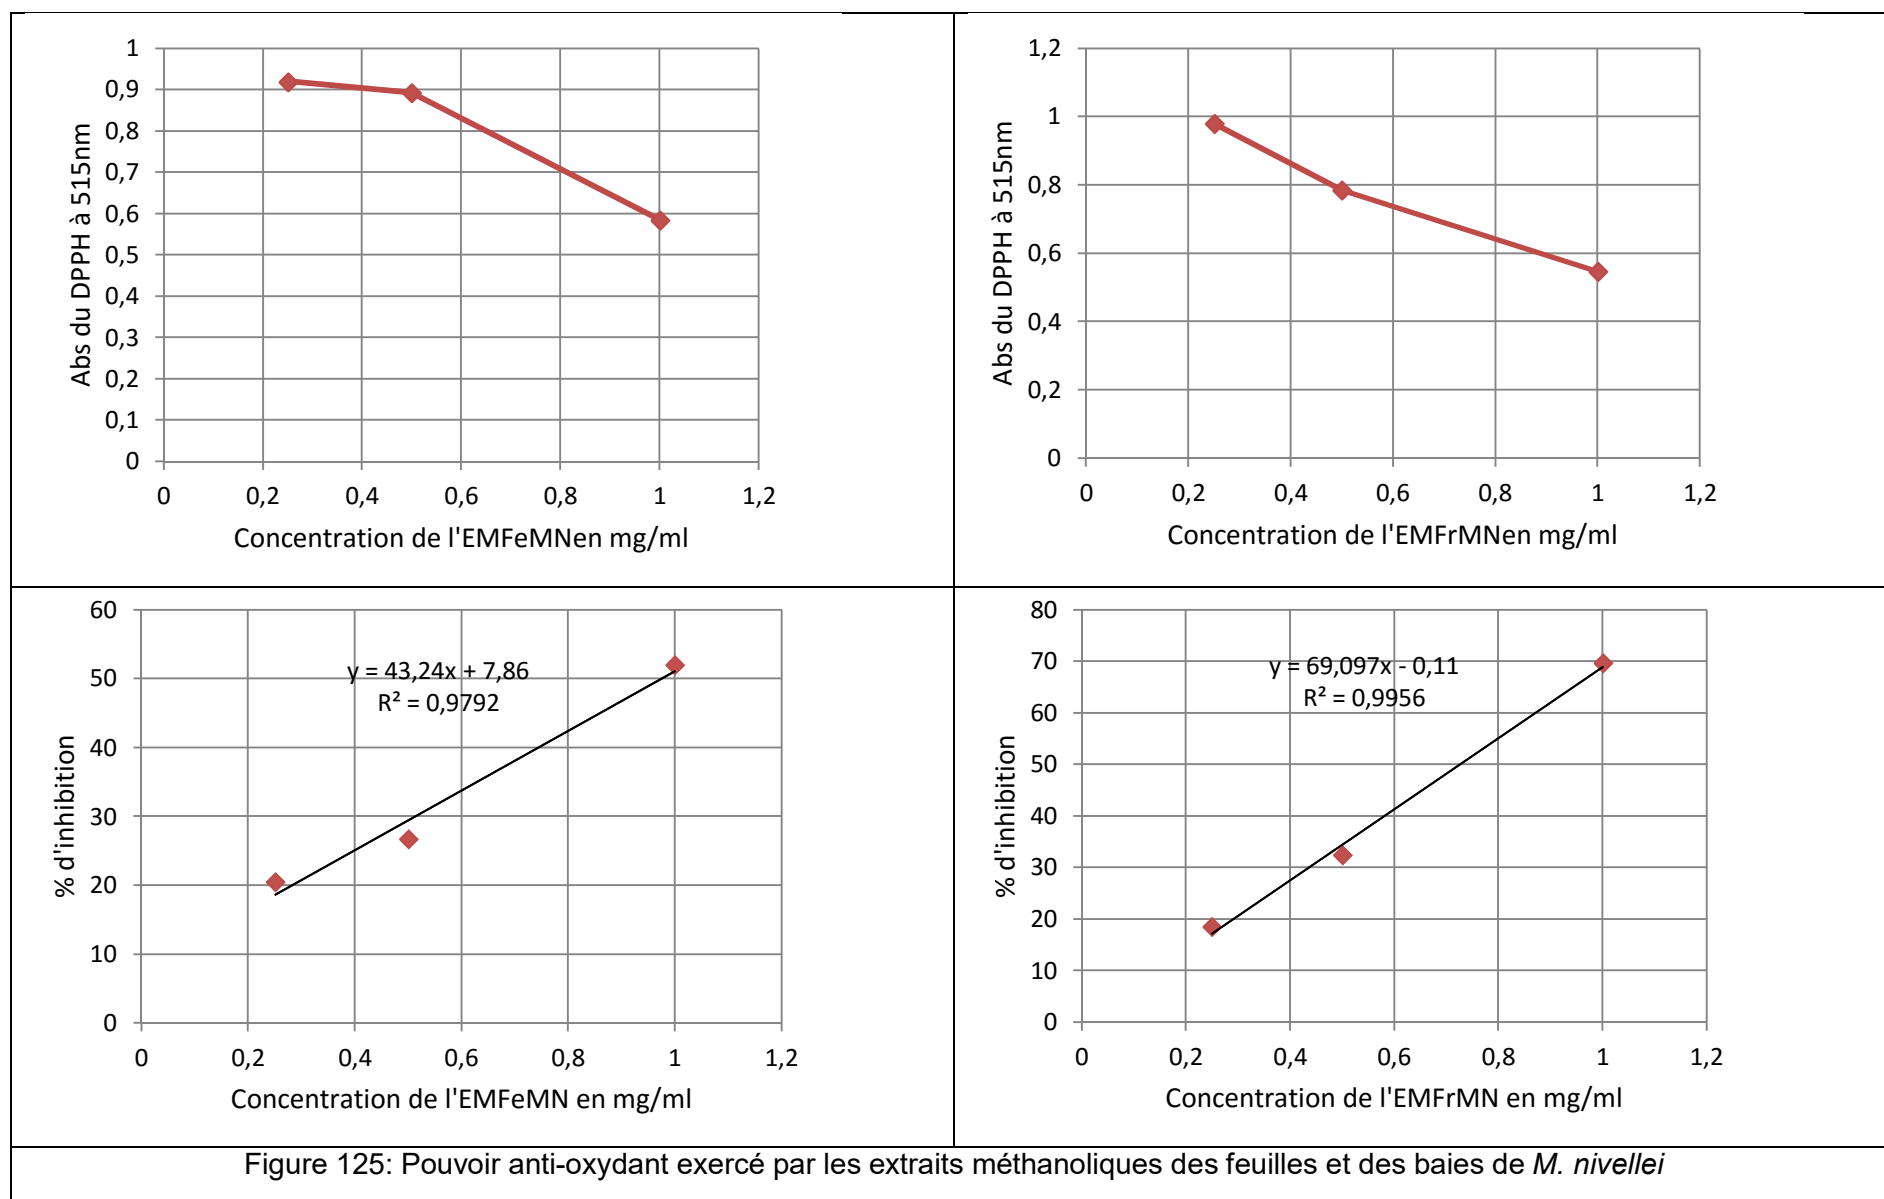 1
0,9
0,8
0,7
0,6
0,5
0,4
0,3
0,2
0,1
0
0 0,2 0,4 0,6 0,8 1 1,2
Abs du DPPH à 515nm
Concentration de l'EMFeMNen mg/ml
1,2
1
0,8
0,6
0,4
0,2
0
0 0,2 0,4 0,6 0,8 1 1,2
Abs du DPPH à 515nm
Concentration de l'EMFrMNen mg/ml
60
50
40
30
20
10
0
0 0,2 0,4 0,6 0,8 1 1,2
y = 43,24x + 7,86
R² = 0,9792
% d'inhibition
Concentration de l'EMFeMN en mg/ml
80
70
60
50
40
30
20
10
0
0 0,2 0,4 0,6 0,8 1 1,2
y = 69,097x - 0,11
R² = 0,9956
% d'inhibition
Concentration de l'EMFrMN en mg/ml
Figure 125: Pouvoir anti-oxydant exercé par les extraits méthanoliques des feuilles et des baies de M. nivellei